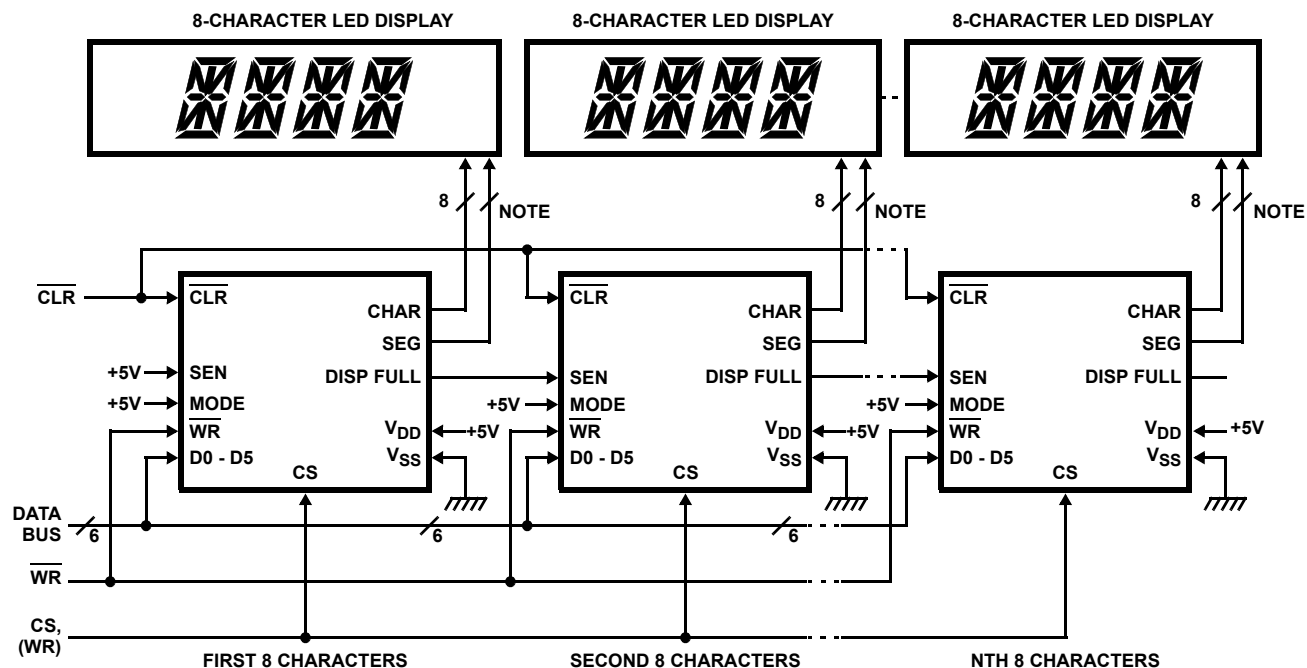 8-CHARACTER LED DISPLAY
8-CHARACTER LED DISPLAY
8-CHARACTER LED DISPLAY
8
NOTE
8
NOTE
8
NOTE
CLR
CLR
CHAR
SEG
+5V
SEN
DISP FULL
+5V
MODE
WR
VDD
+5V
D0 - D5
VSS
CS
CLR
CHAR
SEG
SEN
DISP FULL
+5V
MODE
WR
VDD
+5V
D0 - D5
VSS
CS
CLR
CHAR
SEG
SEN
DISP FULL
+5V
MODE
WR
VDD
+5V
D0 - D5
VSS
CS
DATA
BUS
6
6
6
WR
CS,
(WR)
FIRST 8 CHARACTERS
SECOND 8 CHARACTERS
NTH 8 CHARACTERS